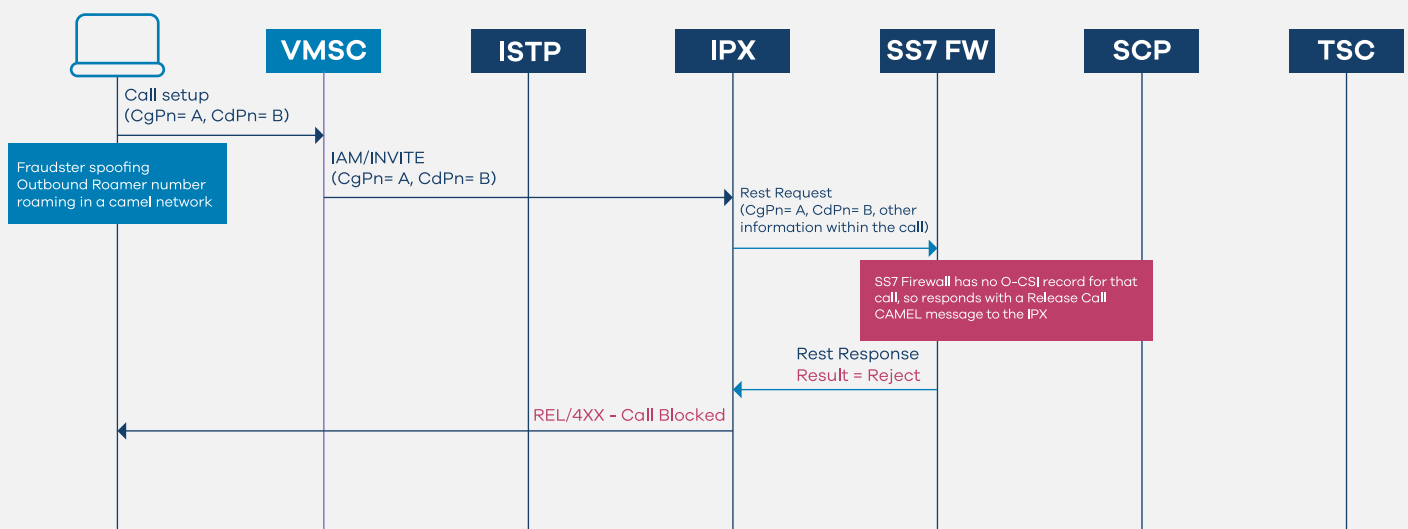 VMSC
ISTP
IPX
SS7 FW
SCP
TSC
Call setup
(CgPn= A, CdPn= B)
Fraudster spoofing
Outbound Roamer number
roaming in a camel network
IAM/INVITE
(CgPn= A, CdPn= B)
Rest Request
(CgPn= A, CdPn= B, other
information within the call)
SS7 Firewall has no O-CSI record for that
call, so responds with a Release Call
CAMEL message to the IPX
Rest Response
Result = Reject
REL/4XX - Call Blocked